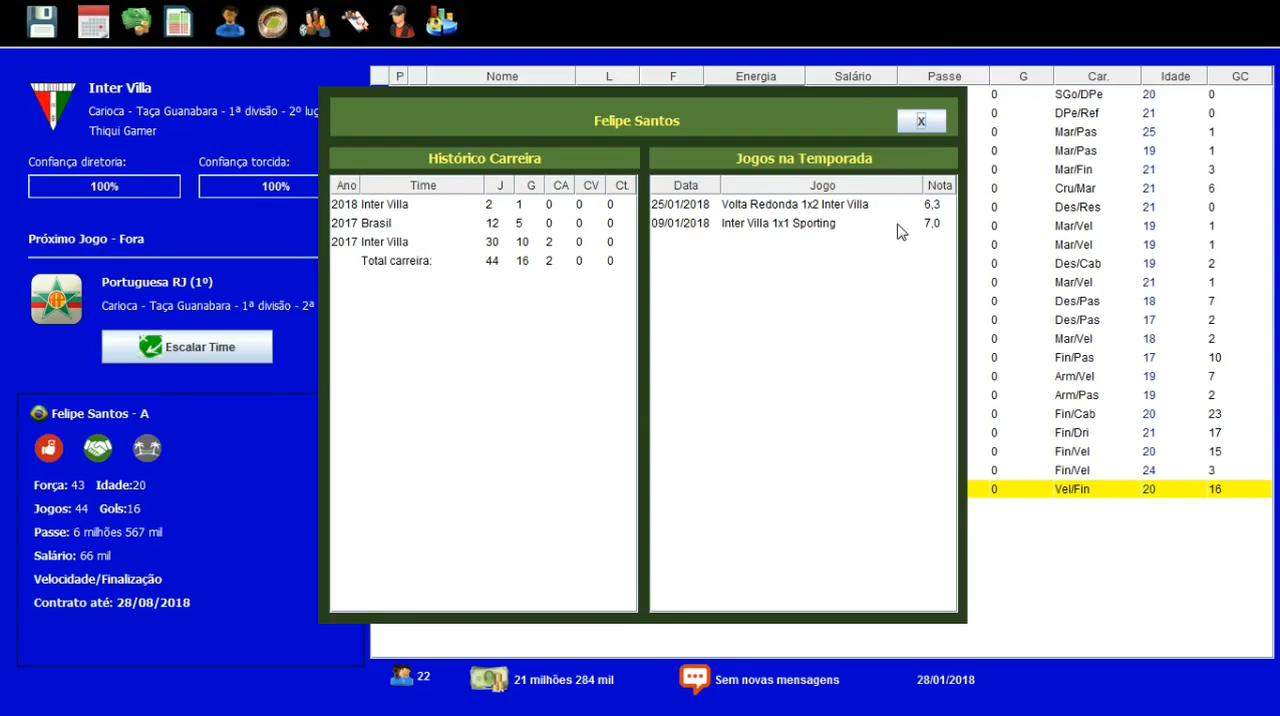 P Nome L F Energia Salário Passe G Car. Idade GC
Inter Villa
Carioca - Taça Guanabara - 1ª divisão - 2º lug
Thiqui Gamer
Confiança diretoria: Confiança torcida:
100% 100%
Próximo Jogo - Fora
Portuguesa RJ (1º)
Carioca - Taça Guanabara - 1ª divisão - 2ª
Escalar Time
Felipe Santos - A
Força: 43 Idade:20
Jogos: 44 Gols:16
Passe: 6 milhões 567 mil
Salário: 66 mil
Velocidade/Finalização
Contrato até: 28/08/2018
Felipe Santos
X
Histórico Carreira
Ano Time J G CA CV Ct.
2018 Inter Villa 2 1 0 0 0
2017 Brasil 12 5 0 0 0
2017 Inter Villa 30 10 2 0 0
Total carreira: 44 16 2 0 0
Jogos na Temporada
Data Jogo Nota
25/01/2018 Volta Redonda 1x2 Inter Villa 6,3
09/01/2018 Inter Villa 1x1 Sporting 7,0
0 SGo/DPe 20 0
0 DPe/Ref 21 0
0 Mar/Pas 25 1
0 Mar/Pas 19 1
0 Mar/Fin 21 3
0 Cru/Mar 21 6
0 Des/Res 21 0
0 Mar/Vel 19 1
0 Mar/Vel 19 1
0 Des/Cab 19 2
0 Mar/Vel 21 1
0 Des/Pas 18 7
0 Des/Pas 17 2
0 Mar/Vel 18 2
0 Fin/Pas 17 10
0 Arm/Vel 19 7
0 Arm/Pas 19 2
0 Fin/Cab 20 23
0 Fin/Dri 21 17
0 Fin/Vel 20 15
0 Fin/Vel 24 3
0 Vel/Fin 20 16
22 21 milhões 284 mil Sem novas mensagens 28/01/2018